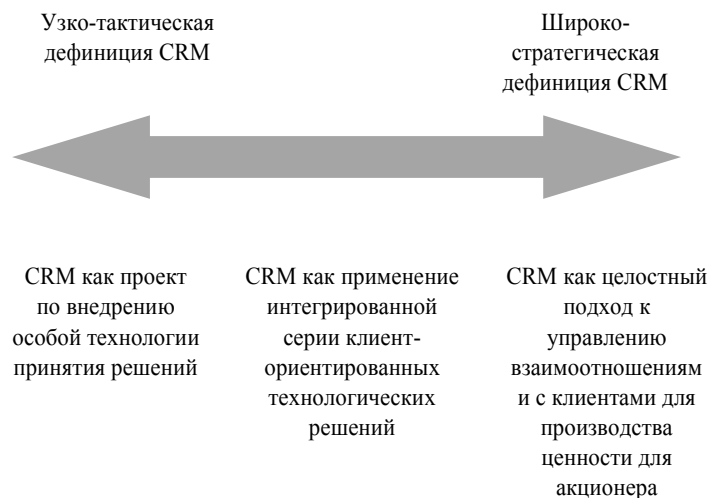 Узко-тактическая
дефиниция CRM
Широко-
стратегическая
дефиниция CRM
CRM как проект
по внедрению
особой технологии
принятия решений
CRM как применение
интегрированной
серии клиент-
ориентированных
технологических
решений
CRM как целостный
подход к
управлению
взаимоотношениям
и с клиентами для
производства
ценности для
акционера